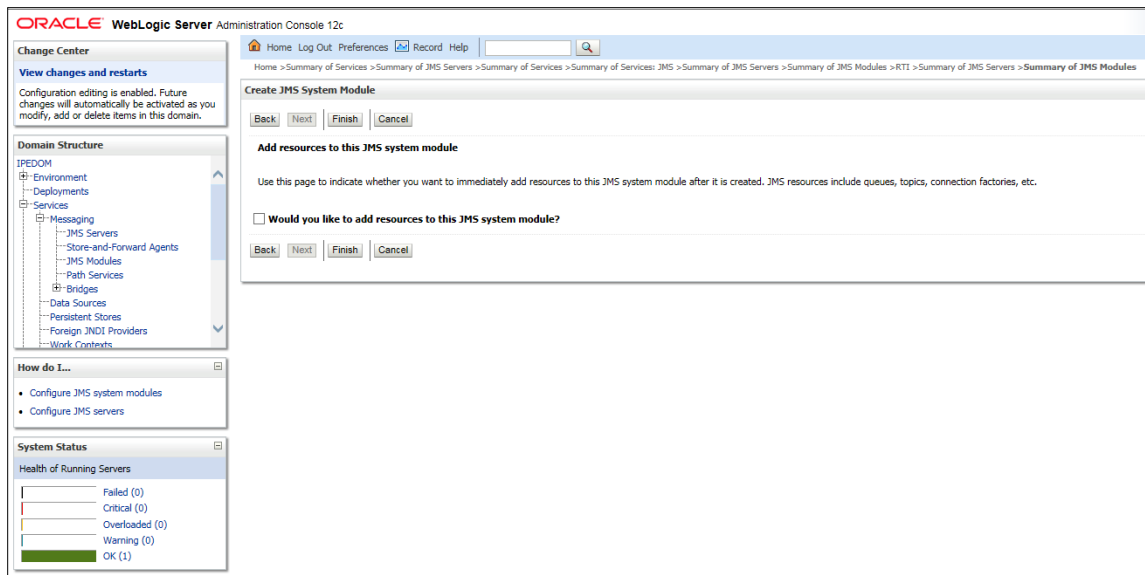 ORACLE WebLogic Server Administration Console 12c
Change Center
View changes and restarts
Configuration editing is enabled. Future
changes will automatically be activated as you
modify, add or delete items in this domain.
Domain Structure
IPEDOM
Environment
Deployments
Services
Messaging
JMS Servers
Store-and-Forward Agents
JMS Modules
Path Services
Bridges
Data Sources
Persistent Stores
Foreign JNDI Providers
Work Contexts
How do I...
Configure JMS system modules
Configure JMS servers
System Status
Health of Running Servers
Failed (0)
Critical (0)
Overloaded (0)
Warning (0)
OK (1)
Home Log Out Preferences Record Help
Home >Summary of Services >Summary of JMS Servers >Summary of Services >Summary of Services: JMS >Summary of JMS Servers >Summary of JMS Modules >RTI >Summary of JMS Servers >Summary of JMS Modules
Create JMS System Module
Back Next Finish Cancel
Add resources to this JMS system module
Use this page to indicate whether you want to immediately add resources to this JMS system module after it is created. JMS resources include queues, topics, connection factories, etc.
Would you like to add resources to this JMS system module?
Back Next Finish Cancel